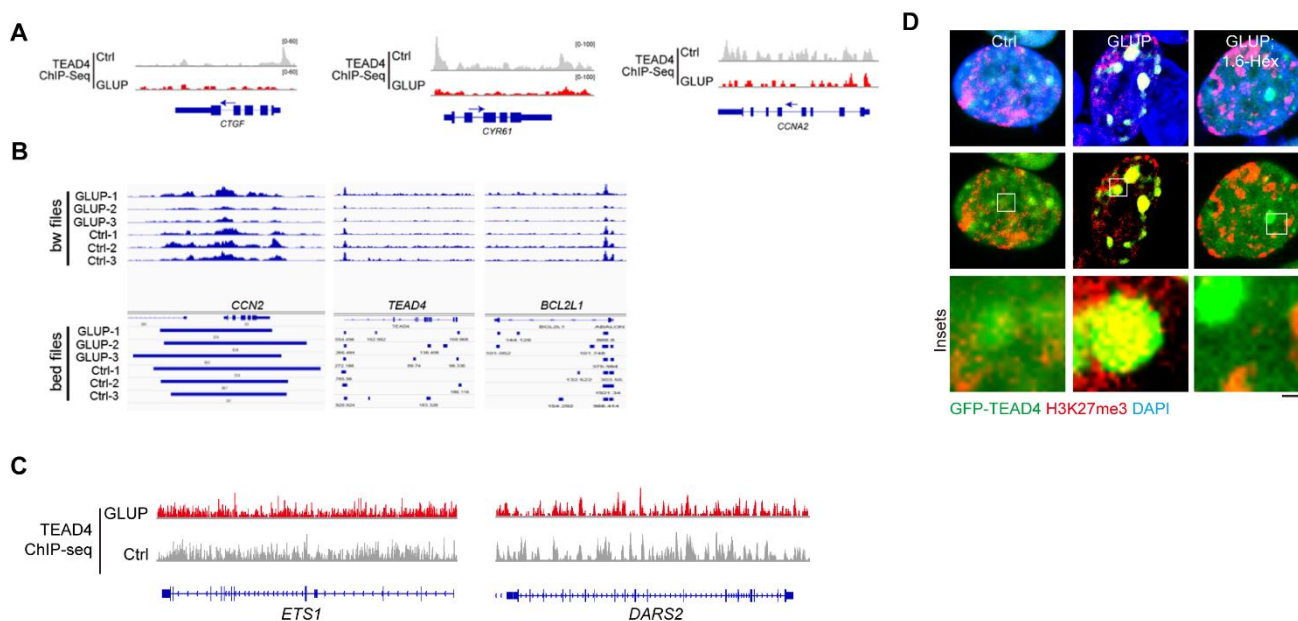 A
TEAD4
ChIP-Seq
Ctrl
GLUP
[0-60]
[0-60]
CTGF
TEAD4
ChIP-Seq
Ctrl
GLUP
[0-100]
[0-100]
CYR61
TEAD4
ChIP-Seq
Ctrl
GLUP
CCNA2
B
bw files
GLUP-1
GLUP-2
GLUP-3
Ctrl-1
Ctrl-2
Ctrl-3
CCN2
TEAD4
BCL2L1
bed files
GLUP-1
GLUP-2
GLUP-3
Ctrl-1
Ctrl-2
Ctrl-3
TEAD4
BCL2L1
C
TEAD4
ChIP-seq
GLUP
Ctrl
ETS1
DARS2
D
Ctrl
GLUP
GLUP
1.6-Hex
Insets
GFP-TEAD4 H3K27me3 DAPI